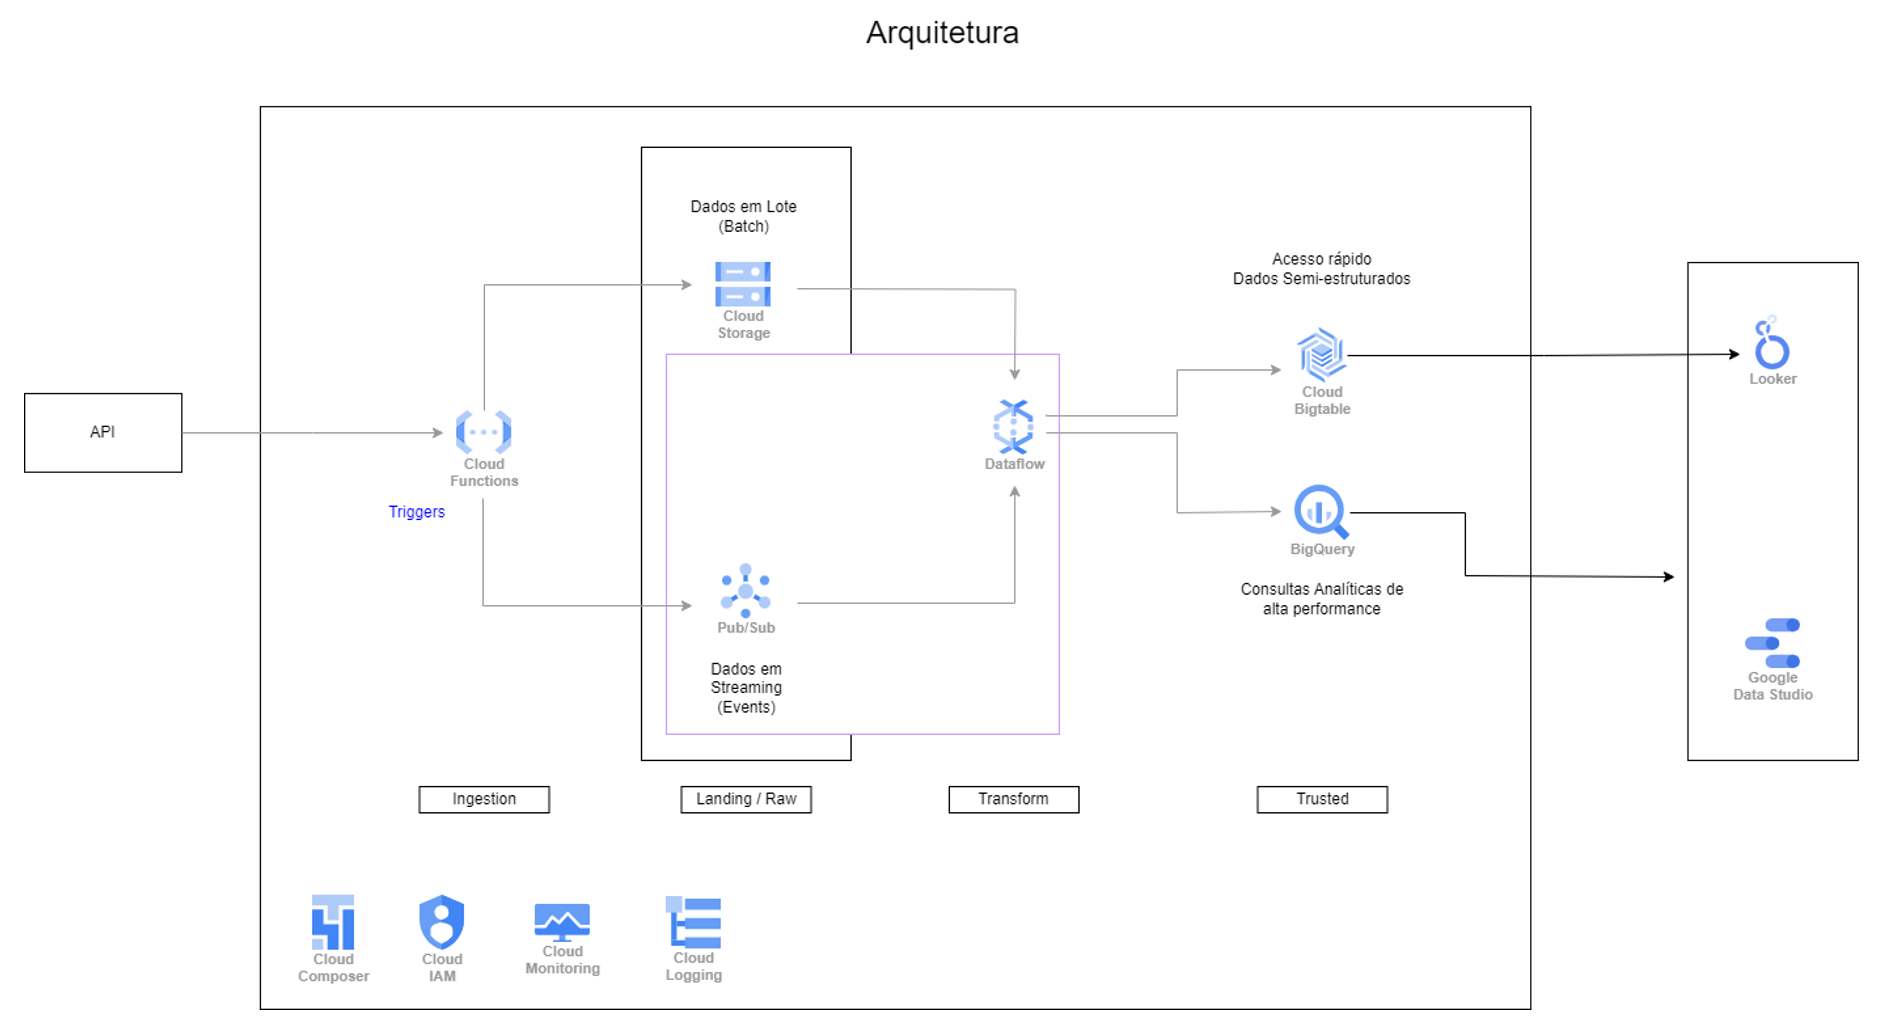 Arquitetura
API
Cloud
Functions
Triggers
Dados em Lote
(Batch)
Cloud
Storage
Pub/Sub
Dados em
Streaming
(Events)
Dataflow
Acesso rápido
Dados Semi-estruturados
Cloud
Bigtable
BigQuery
Consultas Analíticas de
alta performance
Looker
Google
Data Studio
Ingestion
Landing / Raw
Transform
Trusted
Cloud
Composer
Cloud
IAM
Cloud
Monitoring
Cloud
Logging